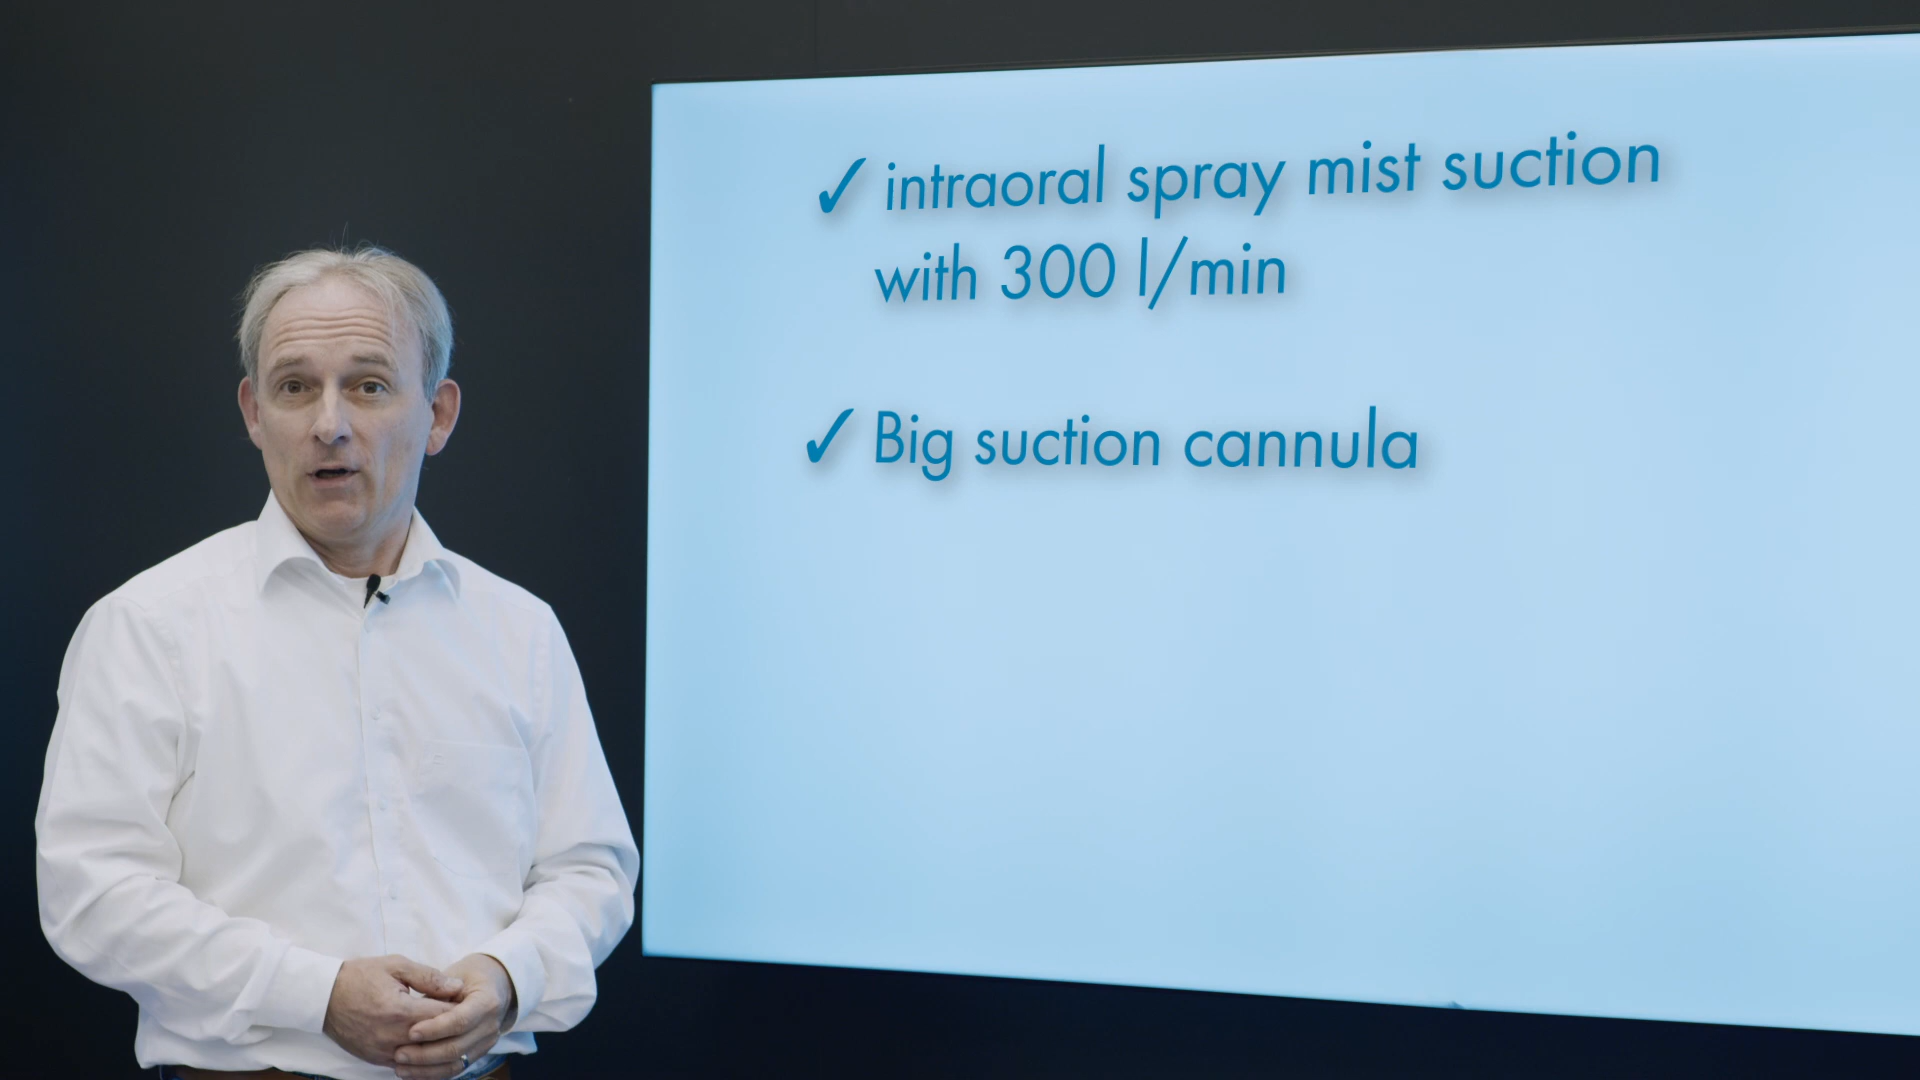 ✓ intraoral spray mist suction
with 300 l/min
✓ Big suction cannula